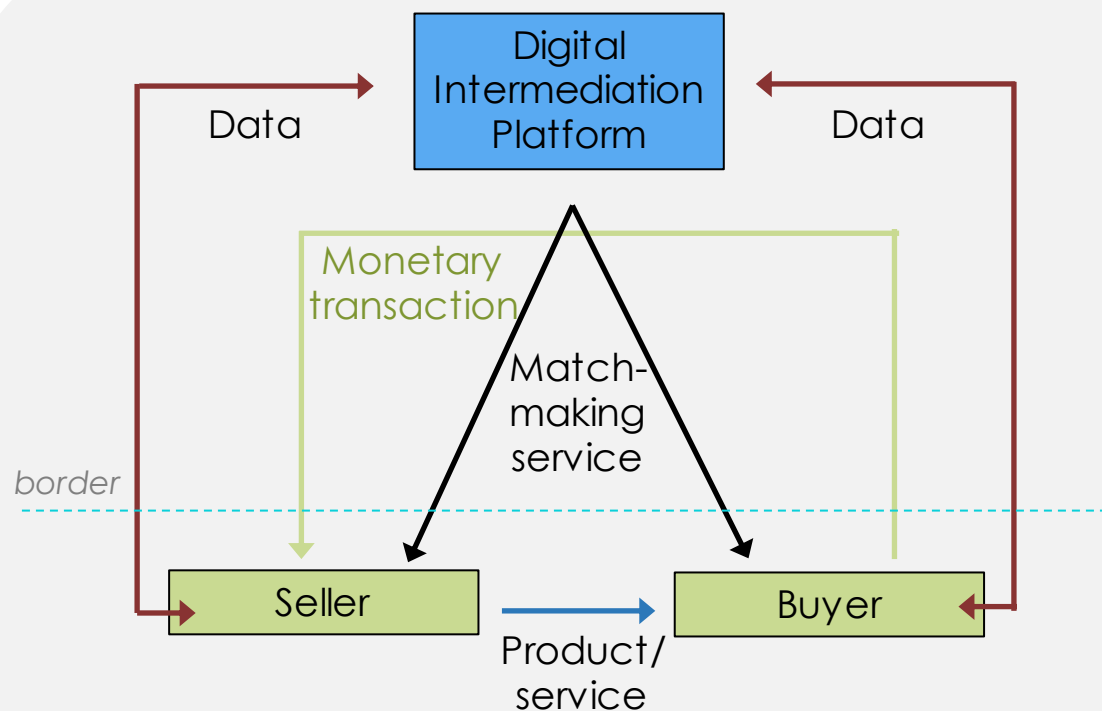 Digital
Intermediation
Platform
Data
Data
Monetary
transaction
Match-
making
service
border
Seller
Buyer
Product/
service